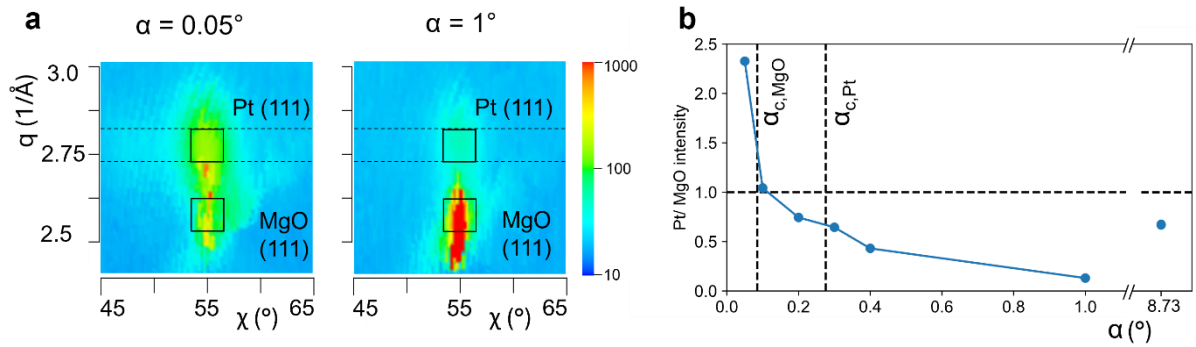 a
α = 0.05°
α = 1°
3.0
2.75
2.5
q (1/Å)
Pt (111)
MgO
(111)
45
55
65
χ (°)
Pt (111)
MgO
(111)
45
55
65
χ (°)
1000
100
10
b
2.5
2.0
1.5
1.0
0.5
0.0
Pt/ MgO intensity
αc,MgO
αc,Pt
0.0
0.2
0.4
0.6
0.8
1.0
8.73
α (°)